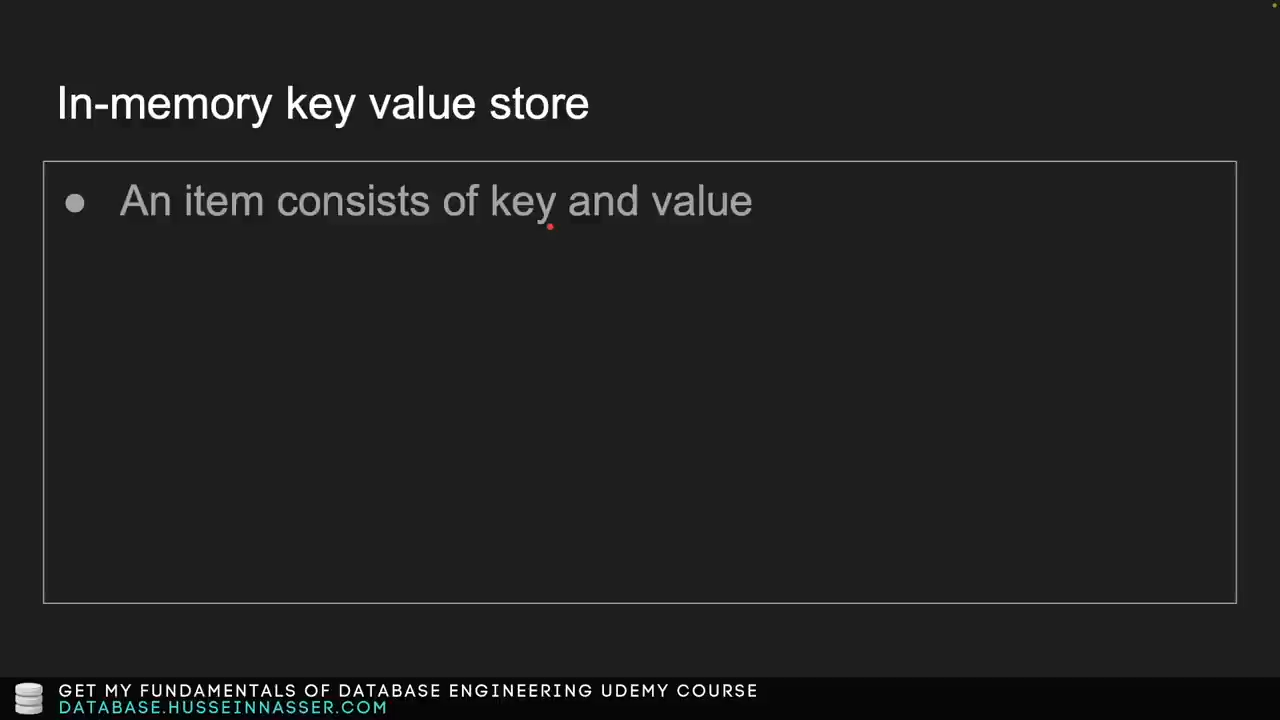 In-memory key value store
● An item consists of key and value
GET MY FUNDAMENTALS OF DATABASE ENGINEERING UDEMY COURSE
DATABASE.HUSSEINNASSER.COM